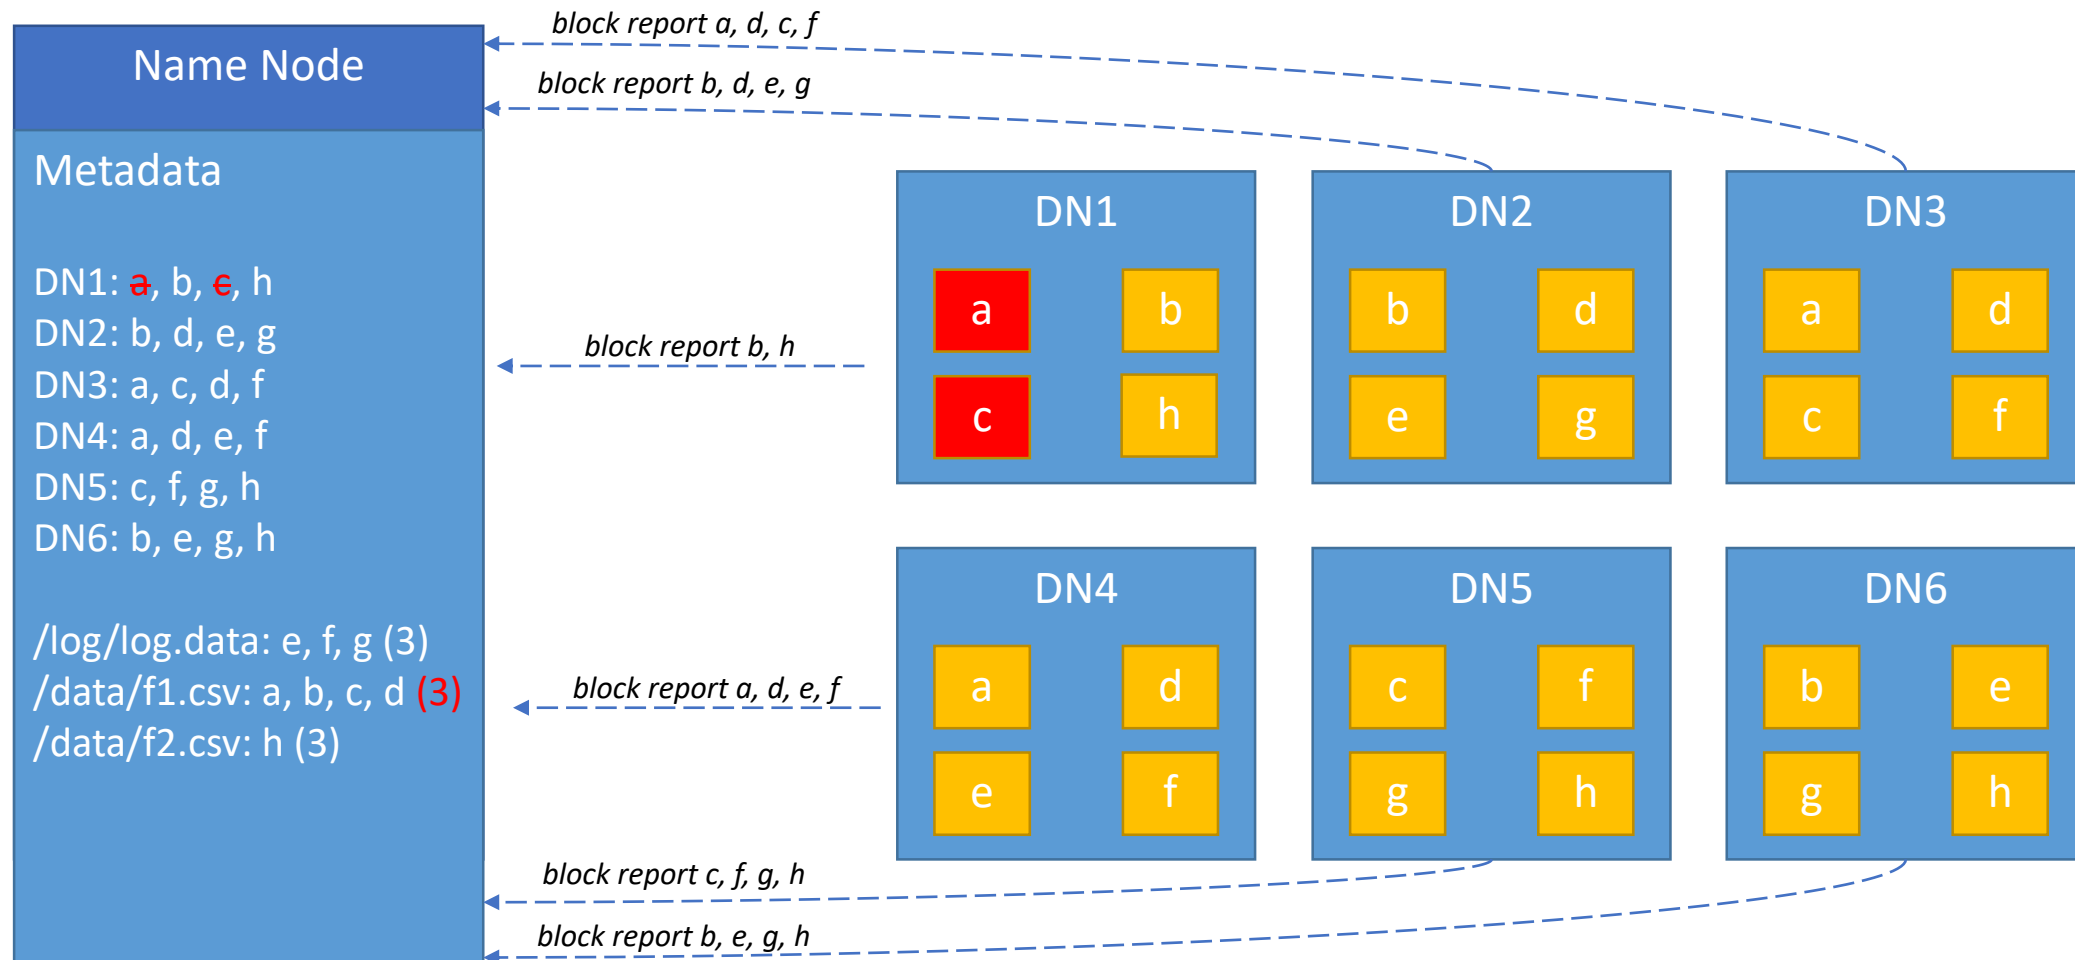 block report a, d, c, f
Name Node
block report b, d, e, g
Metadata
DN1: a, b, c, h
DN2: b, d, e, g
DN3: a, c, d, f
DN4: a, d, e, f
DN5: c, f, g, h
DN6: b, e, g, h
/log/log.data: e, f, g (3)
/data/f1.csv: a, b, c, d (3)
/data/f2.csv: h (3)
block report b, h
block report a, d, e, f
block report c, f, g, h
block report b, e, g, h
DN1
a b
c h
DN2
b d
e g
DN3
a d
c f
DN4
a d
e f
DN5
c f
g h
DN6
b e
g h